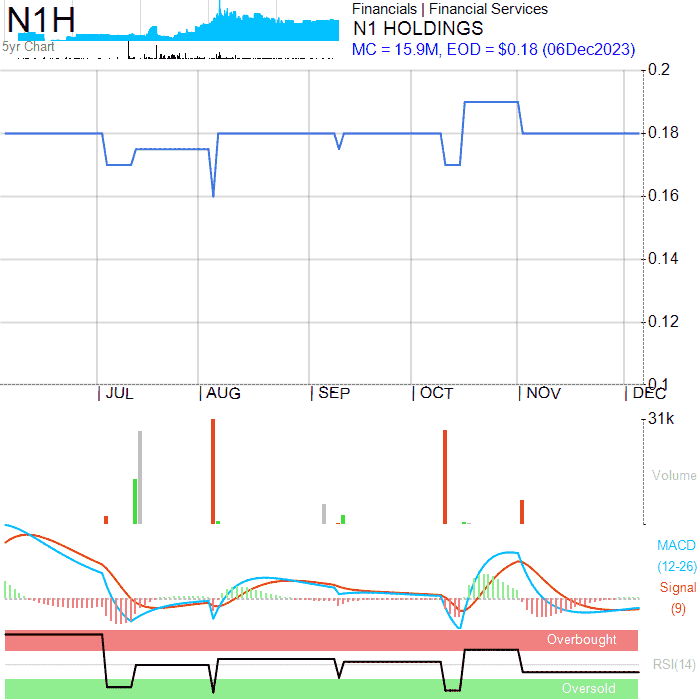 N1H
5yr Chart
Financials | Financial Services
N1 HOLDINGS
MC = 15.9M, EOD = $0.18 (06Dec2023)
0.2
0.18
0.16
0.14
0.12
0.1
JUL AUG SEP OCT NOV DEC
31k
Volume
MACD
(12-26)
Signal
(9)
Overbought
RSI(14)
Oversold